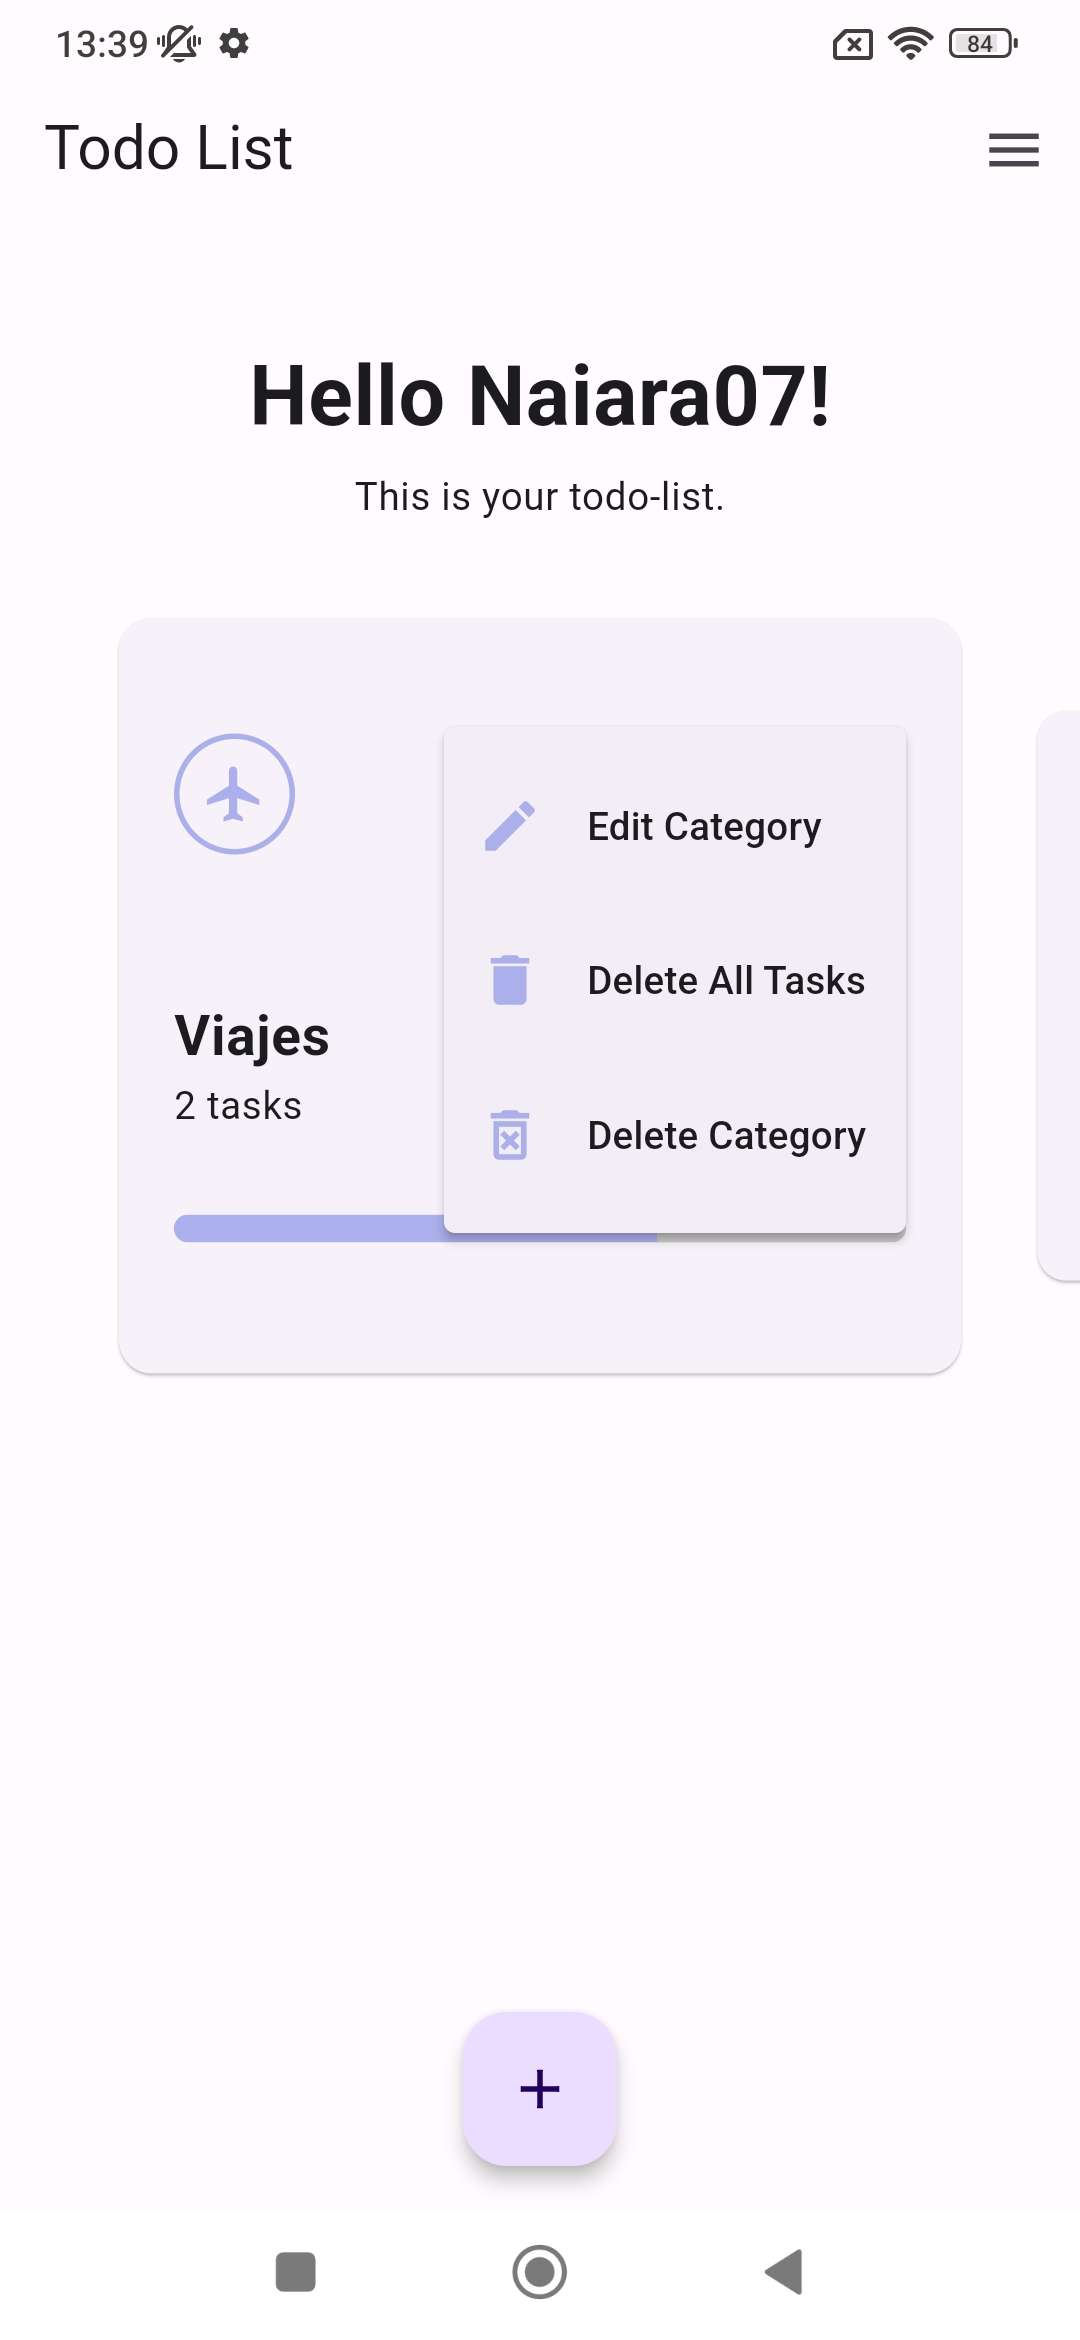 13:39
84
Todo List
Hello Naiara07!
This is your todo-list.
Edit Category
Delete All Tasks
Viajes
2 tasks
Delete Category